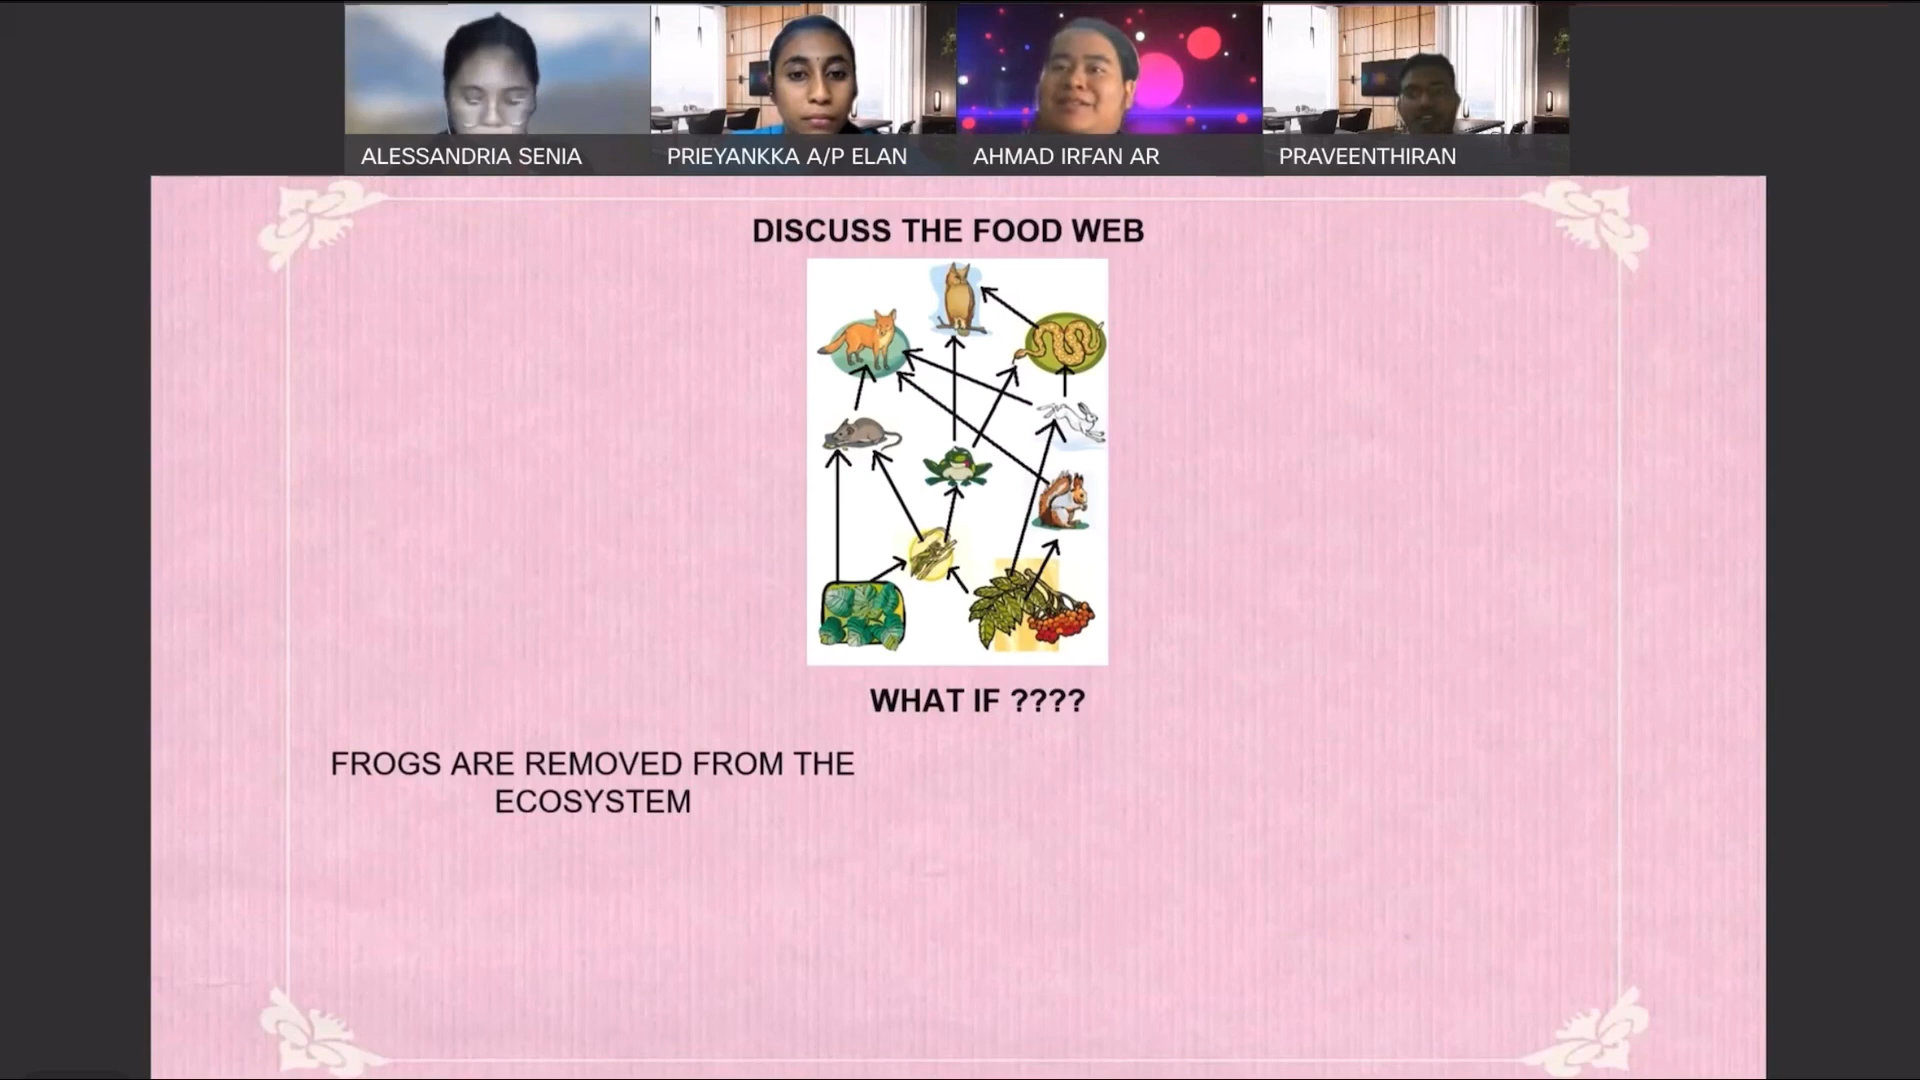 ALESSANDRIA SENIA
PRIEYANKKA A/P ELAN
AHMAD IRFAN AR
PRAVEENTHIRAN
DISCUSS THE FOOD WEB
WHAT IF ????
FROGS ARE REMOVED FROM THE
ECOSYSTEM